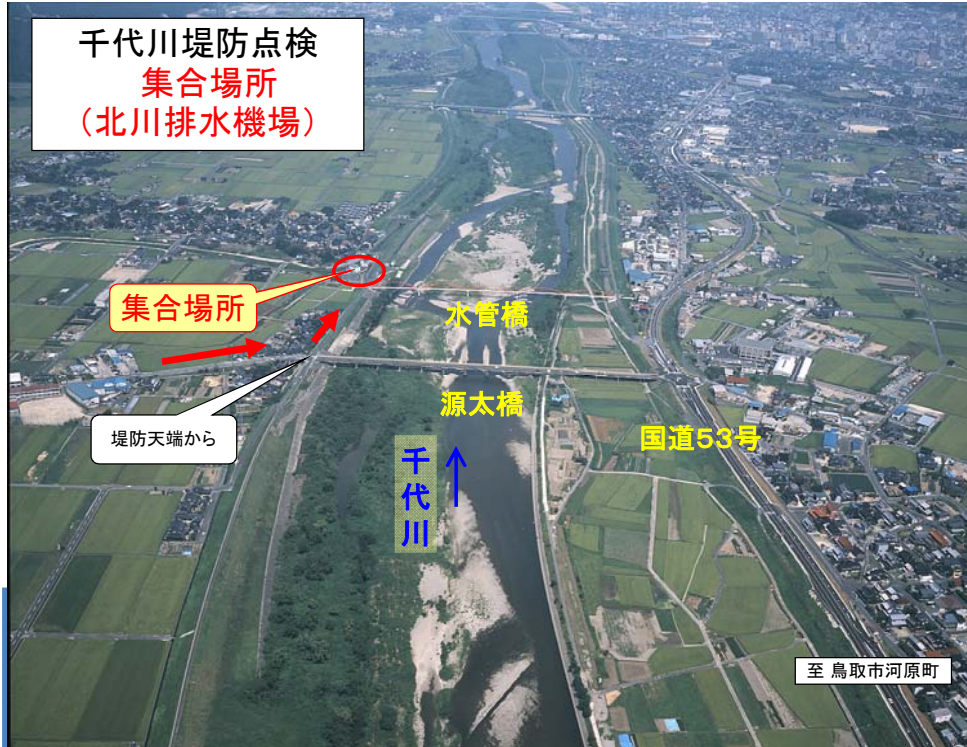 千代川堤防点検
集合場所
（北川排水機場）
集合場所
水管橋
源太橋
堤防天端から
国道53号
千代川
至 鳥取市河原町